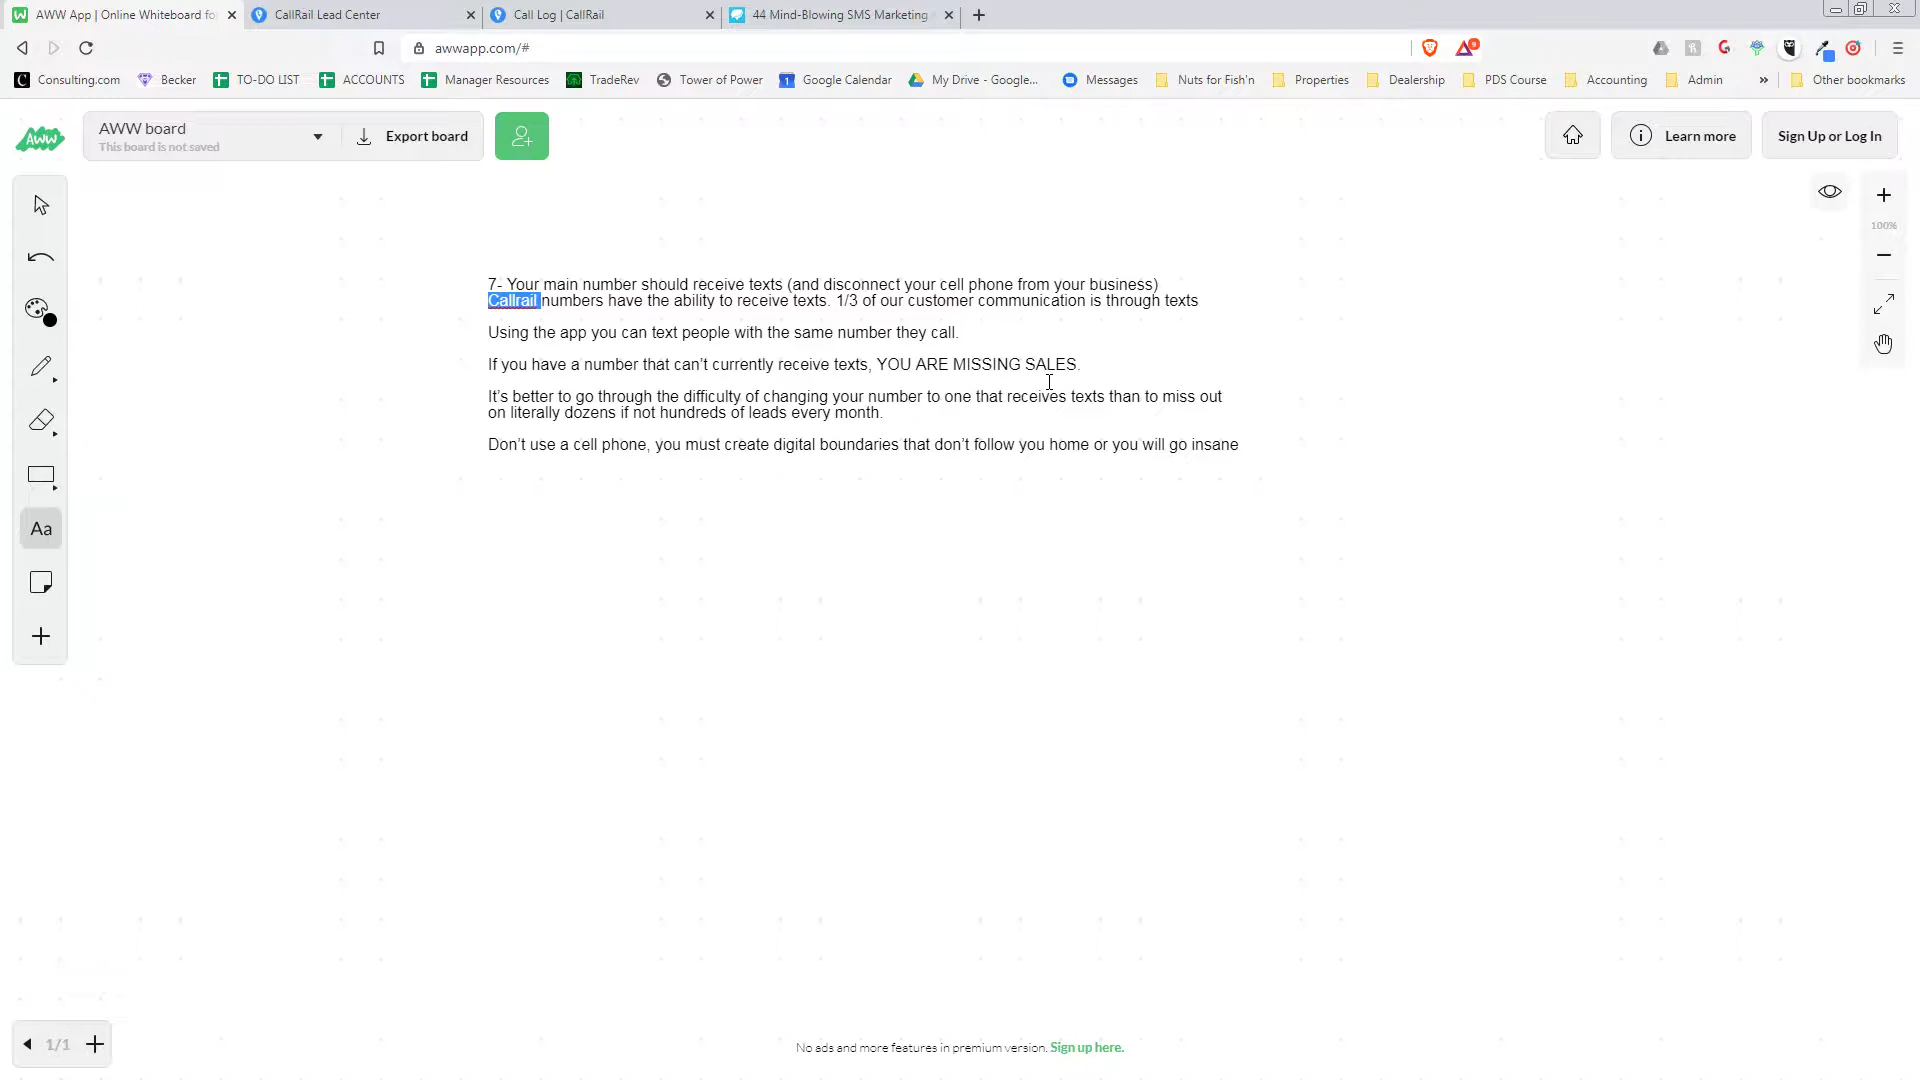 AWW App | Online Whiteboard fo
CallRail Lead Center
Call Log | CallRail
44 Mind-Blowing SMS Marketing
awwapp.com/#
9
Consulting.com
Becker
TO-DO LIST
ACCOUNTS
Manager Resources
TradeRev
Tower of Power
1
Google Calendar
My Drive - Google...
Messages
Nuts for Fish'n
Properties
Dealership
PDS Course
Accounting
Admin
»
Other bookmarks
AWW
AWW board
This board is not saved
Export board
Learn more
Sign Up or Log In
100%
7- Your main number should receive texts (and disconnect your cell phone from your business)
Callrail numbers have the ability to receive texts. 1/3 of our customer communication is through texts
Using the app you can text people with the same number they call.
If you have a number that can't currently receive texts, YOU ARE MISSING SALES.
It's better to go through the difficulty of changing your number to one that receives texts than to miss out
on literally dozens if not hundreds of leads every month.
Don't use a cell phone, you must create digital boundaries that don't follow you home or you will go insane
Aa
1/1
No ads and more features in premium version. Sign up here.